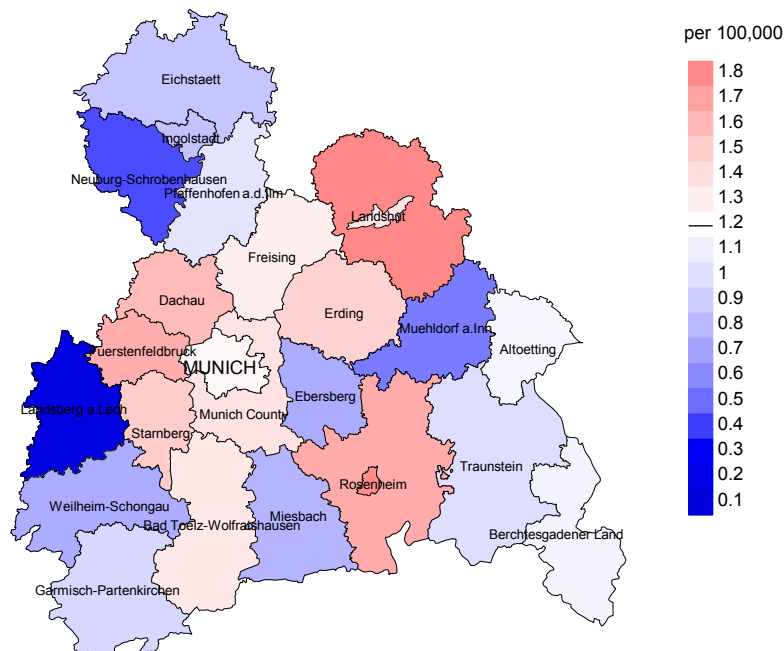 per 100,000
1.8
1.7
1.6
1.5
1.4
1.3
1.2
1.1
1
0.9
0.8
0.7
0.6
0.5
0.4
0.3
0.2
0.1
Eichstaett
Ingolstadt
Neuburg-Schrobenhausen
Pfaffenhofen a.d.Ilm
Landshut
Freising
Dachau
Erding
Muehldorf a.Inn
Altoetting
Fuerstenfeldbruck
MUNICH
Ebersberg
Landsberg a.Lech
Munich County
Starnberg
Traunstein
Rosenheim
Weilheim-Schongau
Miesbach
Bad Toelz-Wolfratshausen
Berchtesgadener Land
Garmisch-Partenkirchen